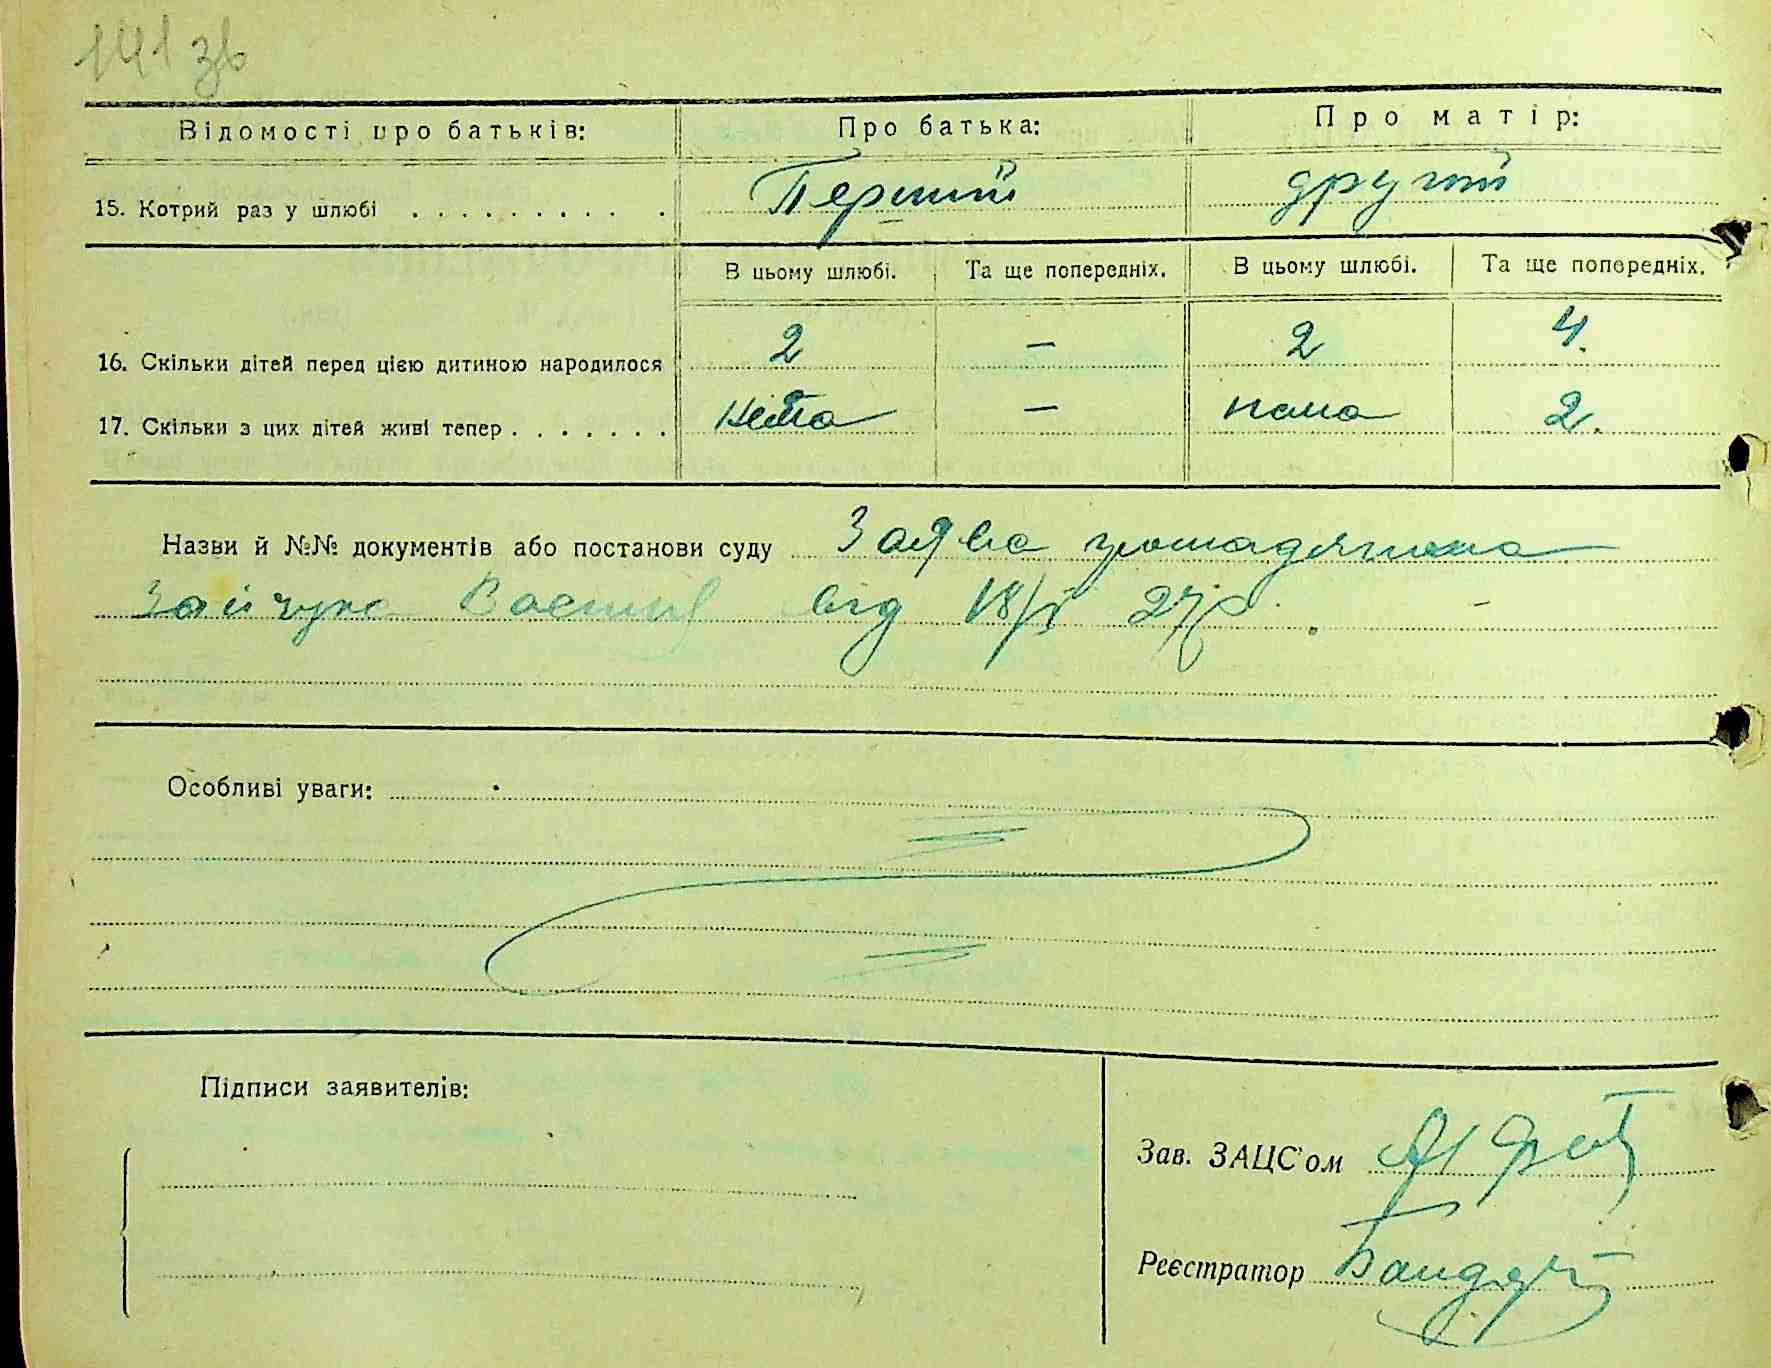 141 зв
Відомості про батьків: Про батька: Про матір:
15. Котрий раз у шлюбі . . . . . . . . . . Перший другий
В цьому шлюбі. Та ще попередніх. В цьому шлюбі. Та ще попередніх.
16. Скільки дітей перед цією дитиною народилося 2 — 2 4.
17. Скільки з цих дітей живі тепер . . . . . . . нема — нема 2.
Назви й №№ документів або постанови суду Заява громадянина
Зайчука від 18/V 27р.
Особливі уваги:
Підписи заявителів:
Зав. ЗАЦС'ом
Реєстратор